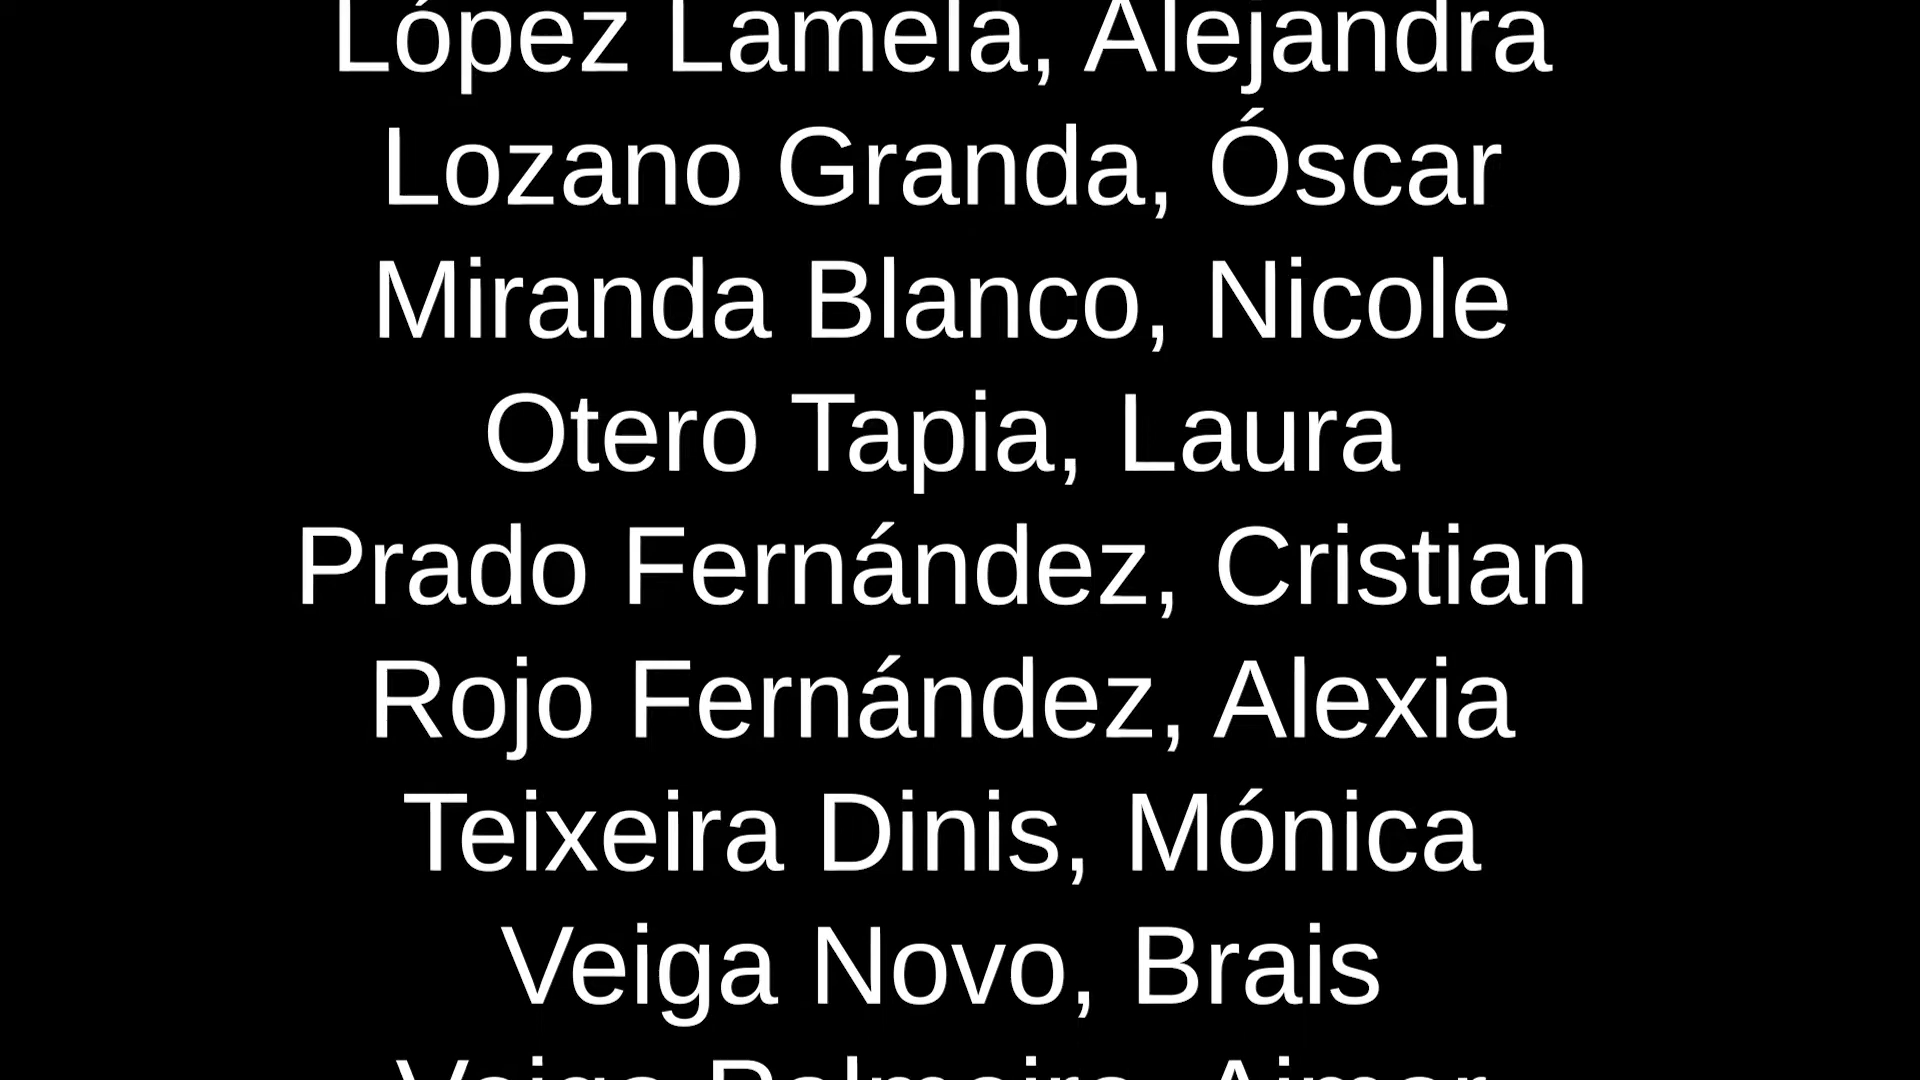 López Lamela, Alejandra
Lozano Granda, Óscar
Miranda Blanco, Nicole
Otero Tapia, Laura
Prado Fernández, Cristian
Rojo Fernández, Alexia
Teixeira Dinis, Mónica
Veiga Novo, Brais
Veiga